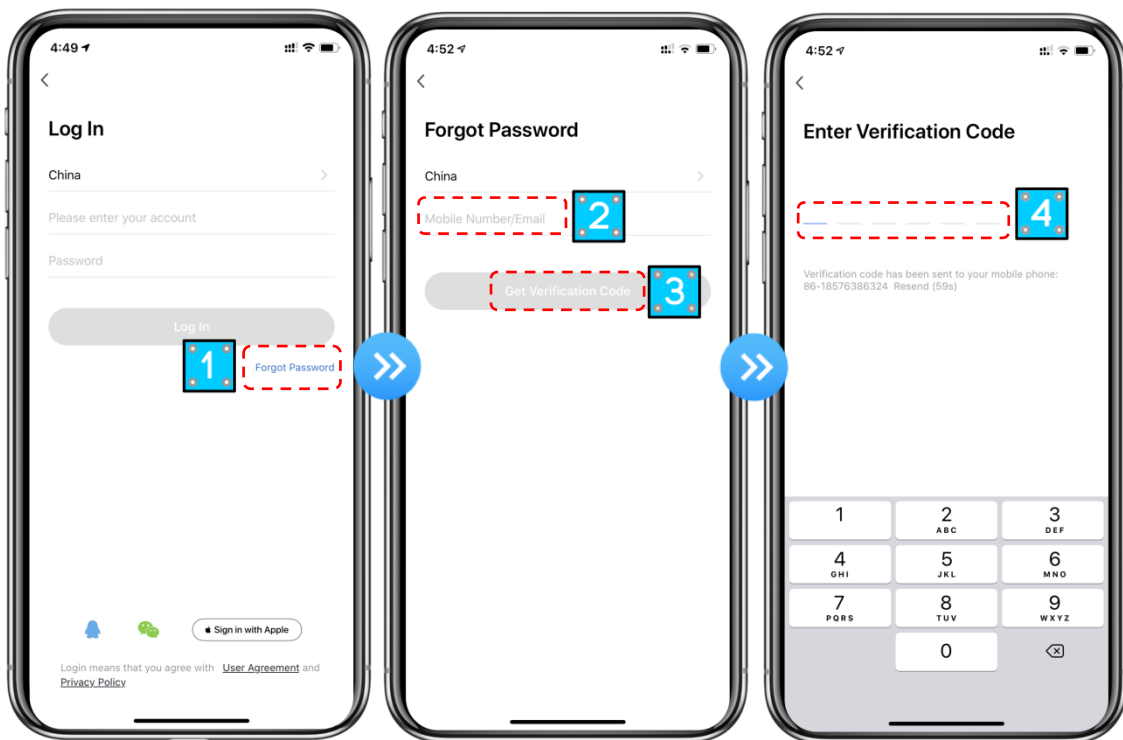 4:49
Log In
China
Please enter your account
Password
Log In
1
Forgot Password
Sign in with Apple
Login means that you agree with User Agreement and
Privacy Policy
4:52
Forgot Password
China
Mobile Number/Email
2
Get Verification Code
3
4:52
Enter Verification Code
4
Verification code has been sent to your mobile phone:
86-18576386324 Resend (59s)
1 2 3
ABC DEF
4 5 6
GHI JKL MNO
7 8 9
PQRS TUV WXYZ
0